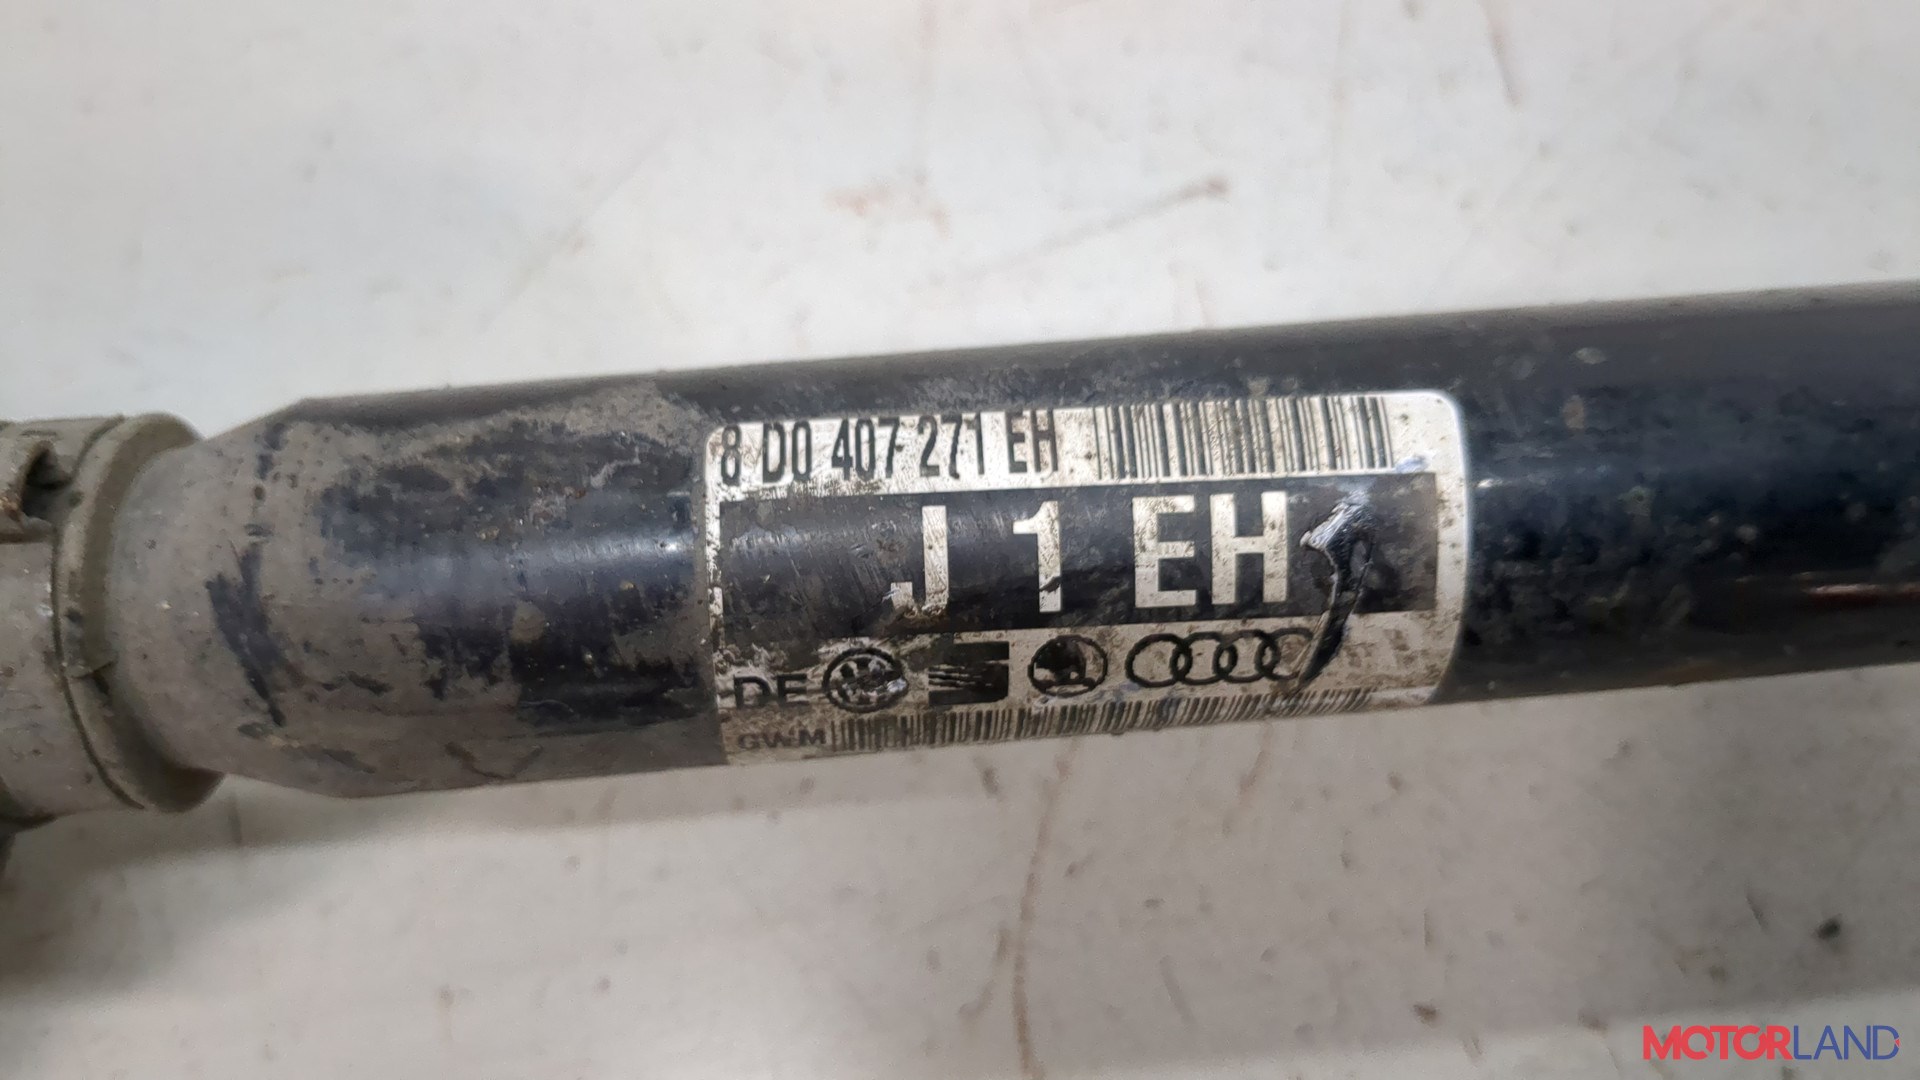 8 D0 407 271 EH
J 1 EH
DE
GWM
MOTORLAND